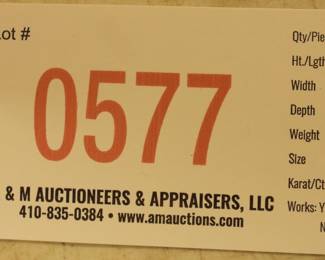 Lot #
0577
& M AUCTIONEERS & APPRAISERS, LLC
410-835-0384 • www.amauctions.com
Qty/Pie
Ht./Lgth
Width
Depth
Weight
Size
Karat/Ct
Works: Y
N